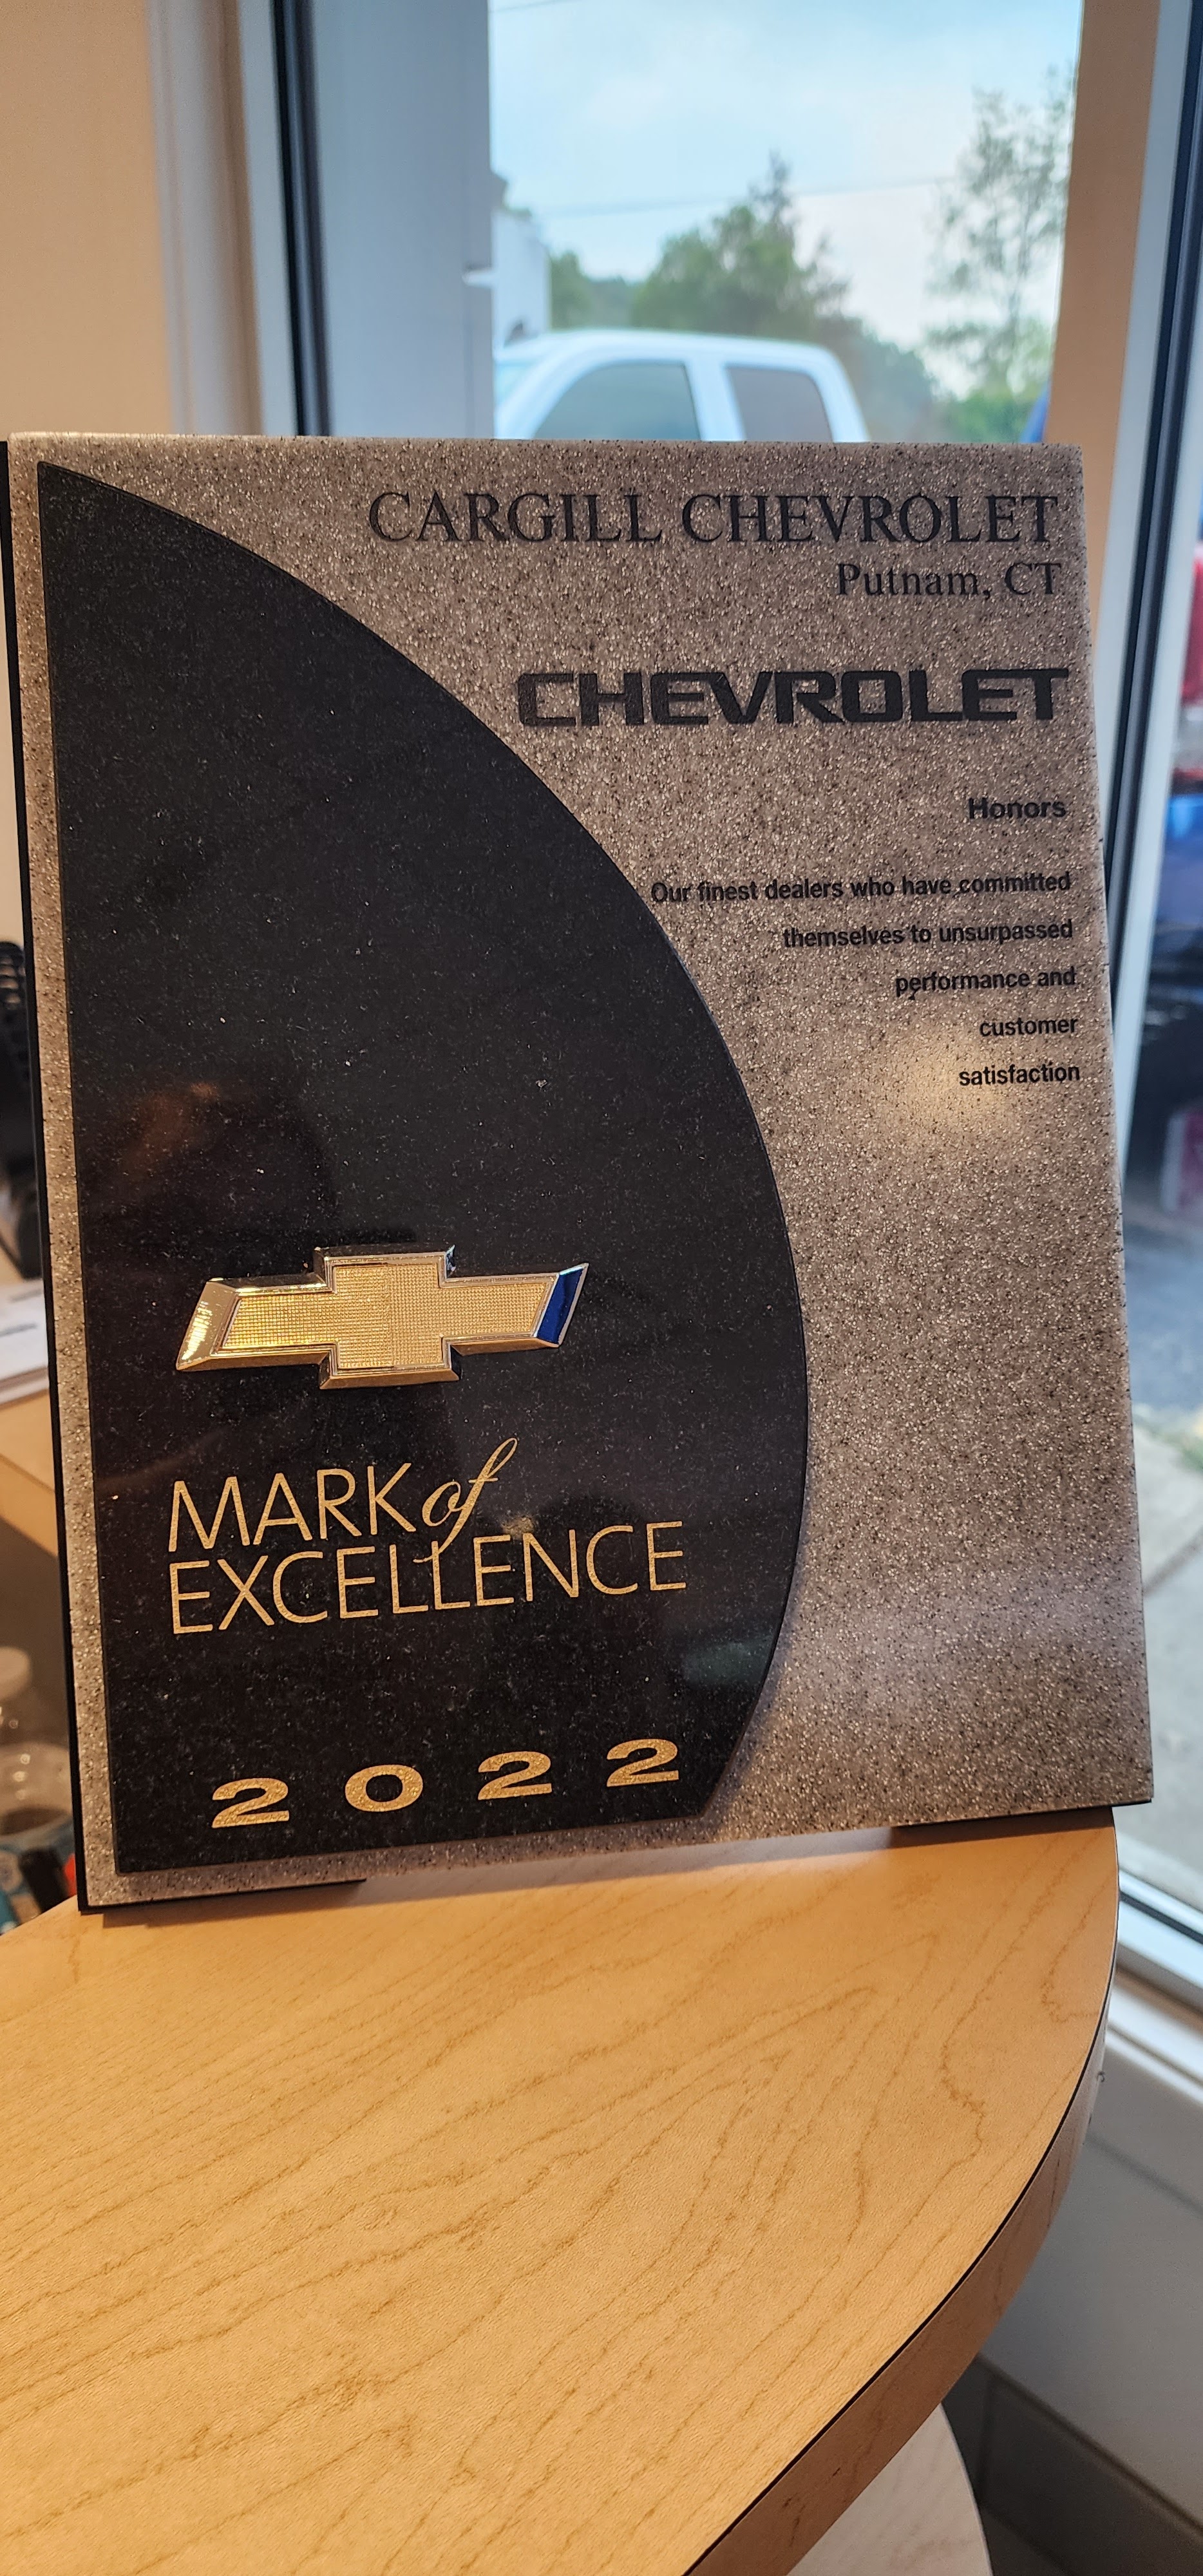 CARGILL CHEVROLET
Putnam, CT
CHEVROLET
Honors
Our finest dealers who have committed
themselves to unsurpassed
performance and
customer
satisfaction
MARK of
EXCELLENCE
2022